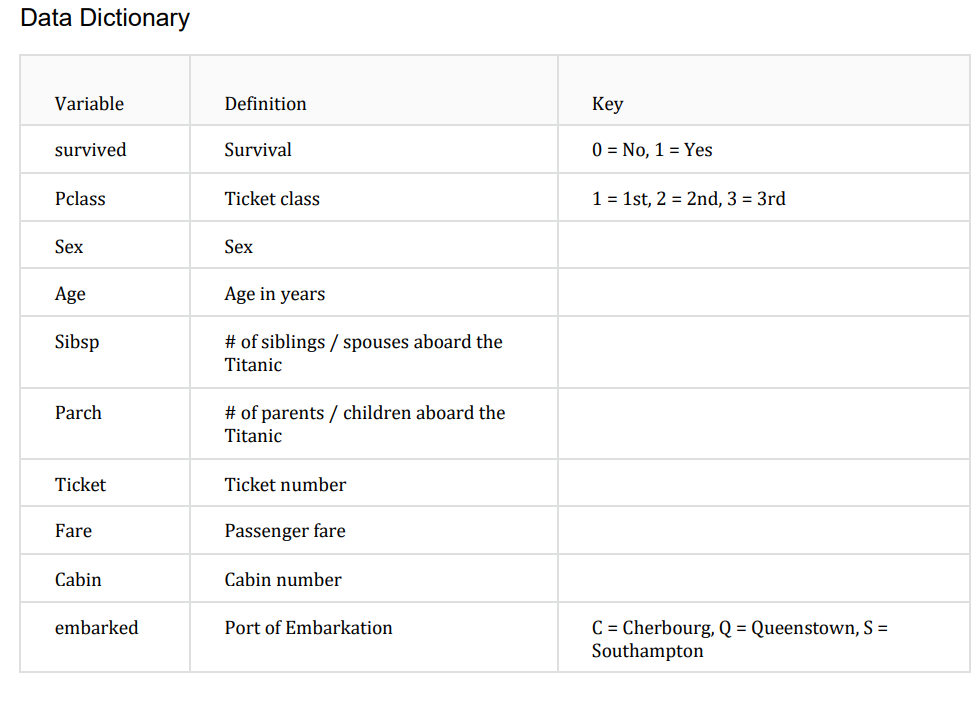 Data Dictionary
Variable Definition Key
survived Survival 0 = No, 1 = Yes
Pclass Ticket class 1 = 1st, 2 = 2nd, 3 = 3rd
Sex Sex
Age Age in years
Sibsp # of siblings / spouses aboard the
Titanic
Parch # of parents / children aboard the
Titanic
Ticket Ticket number
Fare Passenger fare
Cabin Cabin number
embarked Port of Embarkation C = Cherbourg, Q = Queenstown, S =
Southampton